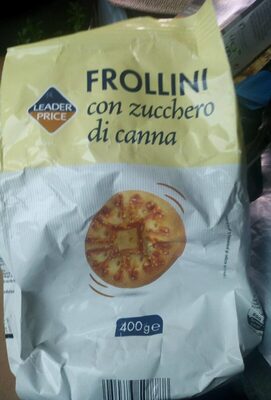 LEADER
PRICE
FROLLINI
con zucchero
di canna
400g e